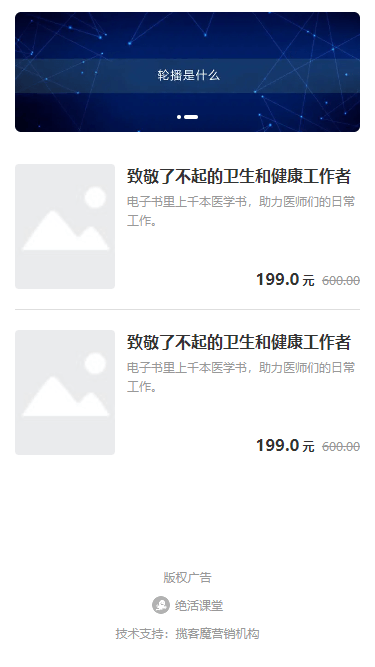 轮播是什么
致敬了不起的卫生和健康工作者
电子书里上千本医学书，助力医师们的日常
工作。
199.0 元 600.00
致敬了不起的卫生和健康工作者
电子书里上千本医学书，助力医师们的日常
工作。
199.0 元 600.00
版权广告
绝活课堂
技术支持：揽客魔营销机构